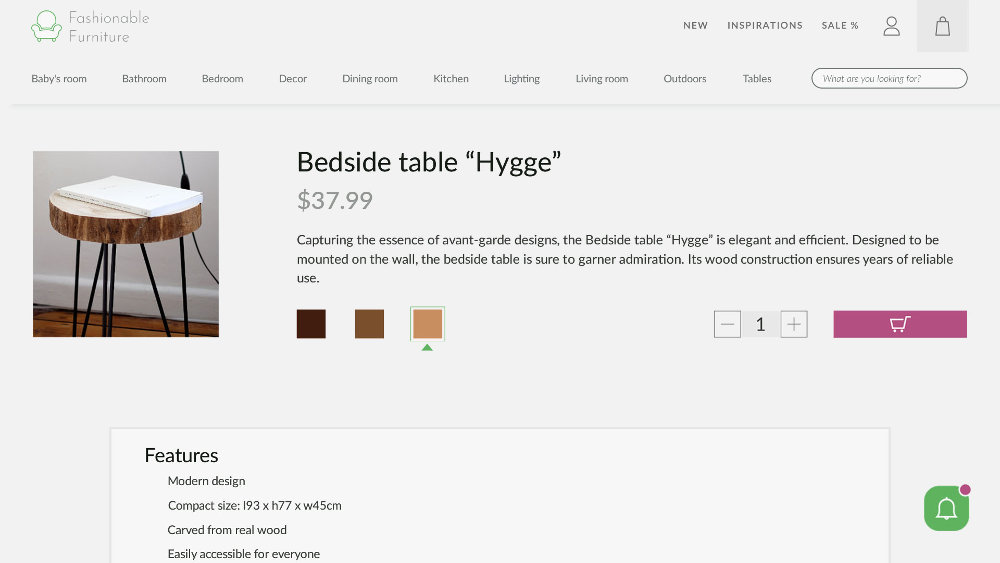 Fashionable
Furniture
NEW INSPIRATIONS SALE %
Baby's room Bathroom Bedroom Decor Dining room Kitchen Lighting Living room Outdoors Tables What are you looking for?
Bedside table “Hygge”
$37.99
Capturing the essence of avant-garde designs, the Bedside table “Hygge” is elegant and efficient. Designed to be
mounted on the wall, the bedside table is sure to garner admiration. Its wood construction ensures years of reliable
use.
1
Features
Modern design
Compact size: l93 x h77 x w45cm
Carved from real wood
Easily accessible for everyone